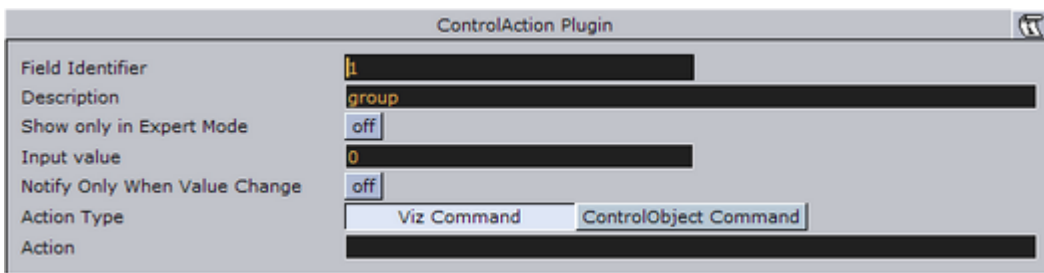 ControlAction Plugin
Field Identifier 1
Description group
Show only in Expert Mode off
Input value 0
Notify Only When Value Change off
Action Type Viz Command ControlObject Command
Action